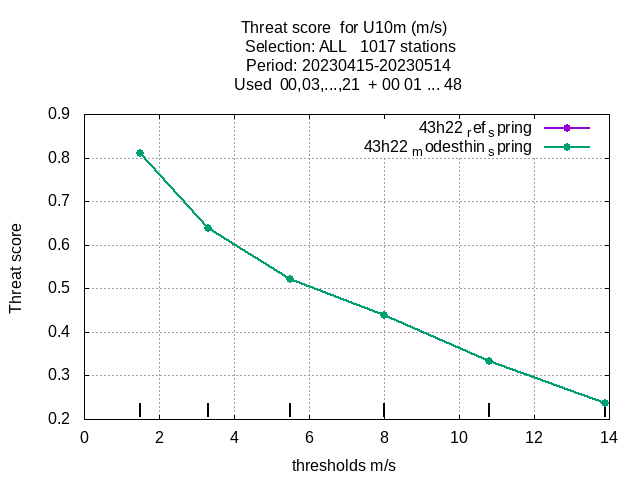 Threat score  for U10m (m/s)
Selection: ALL   1017 stations
Period: 20230415-20230514
Used  00,03,...,21  + 00 01 ... 48
43h22 ref spring
43h22 modesthin spring
Threat score
0.9
0.8
0.7
0.6
0.5
0.4
0.3
0.2
0 2 4 6 8 10 12 14
thresholds m/s